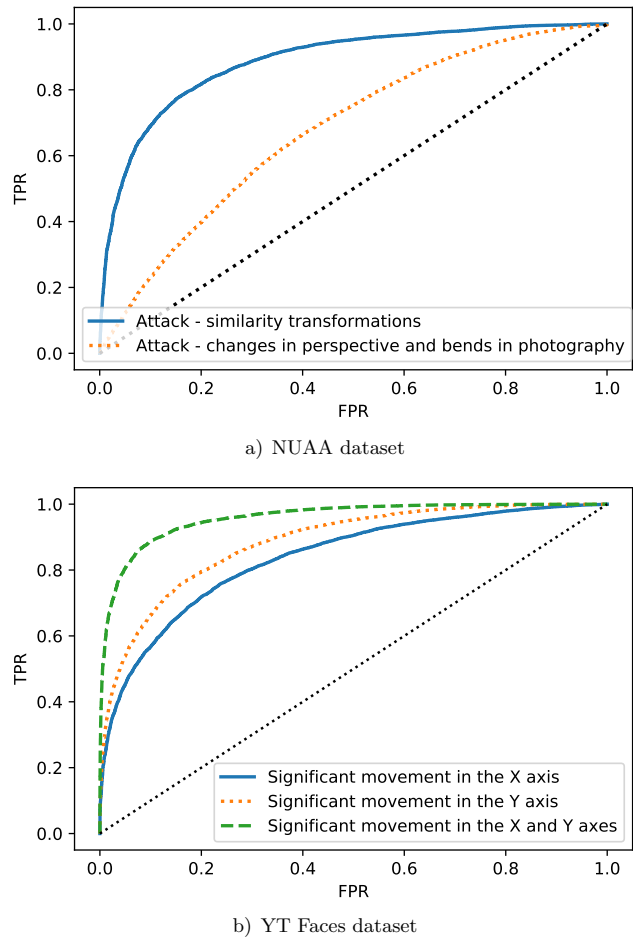 1.0
0.8
0.6
0.4
0.2
0.0
TPR
Attack - similarity transformations
Attack - changes in perspective and bends in photography
0.0 0.2 0.4 0.6 0.8 1.0
FPR
a) NUAA dataset
1.0
0.8
0.6
0.4
0.2
0.0
TPR
Significant movement in the X axis
Significant movement in the Y axis
Significant movement in the X and Y axes
0.0 0.2 0.4 0.6 0.8 1.0
FPR
b) YT Faces dataset